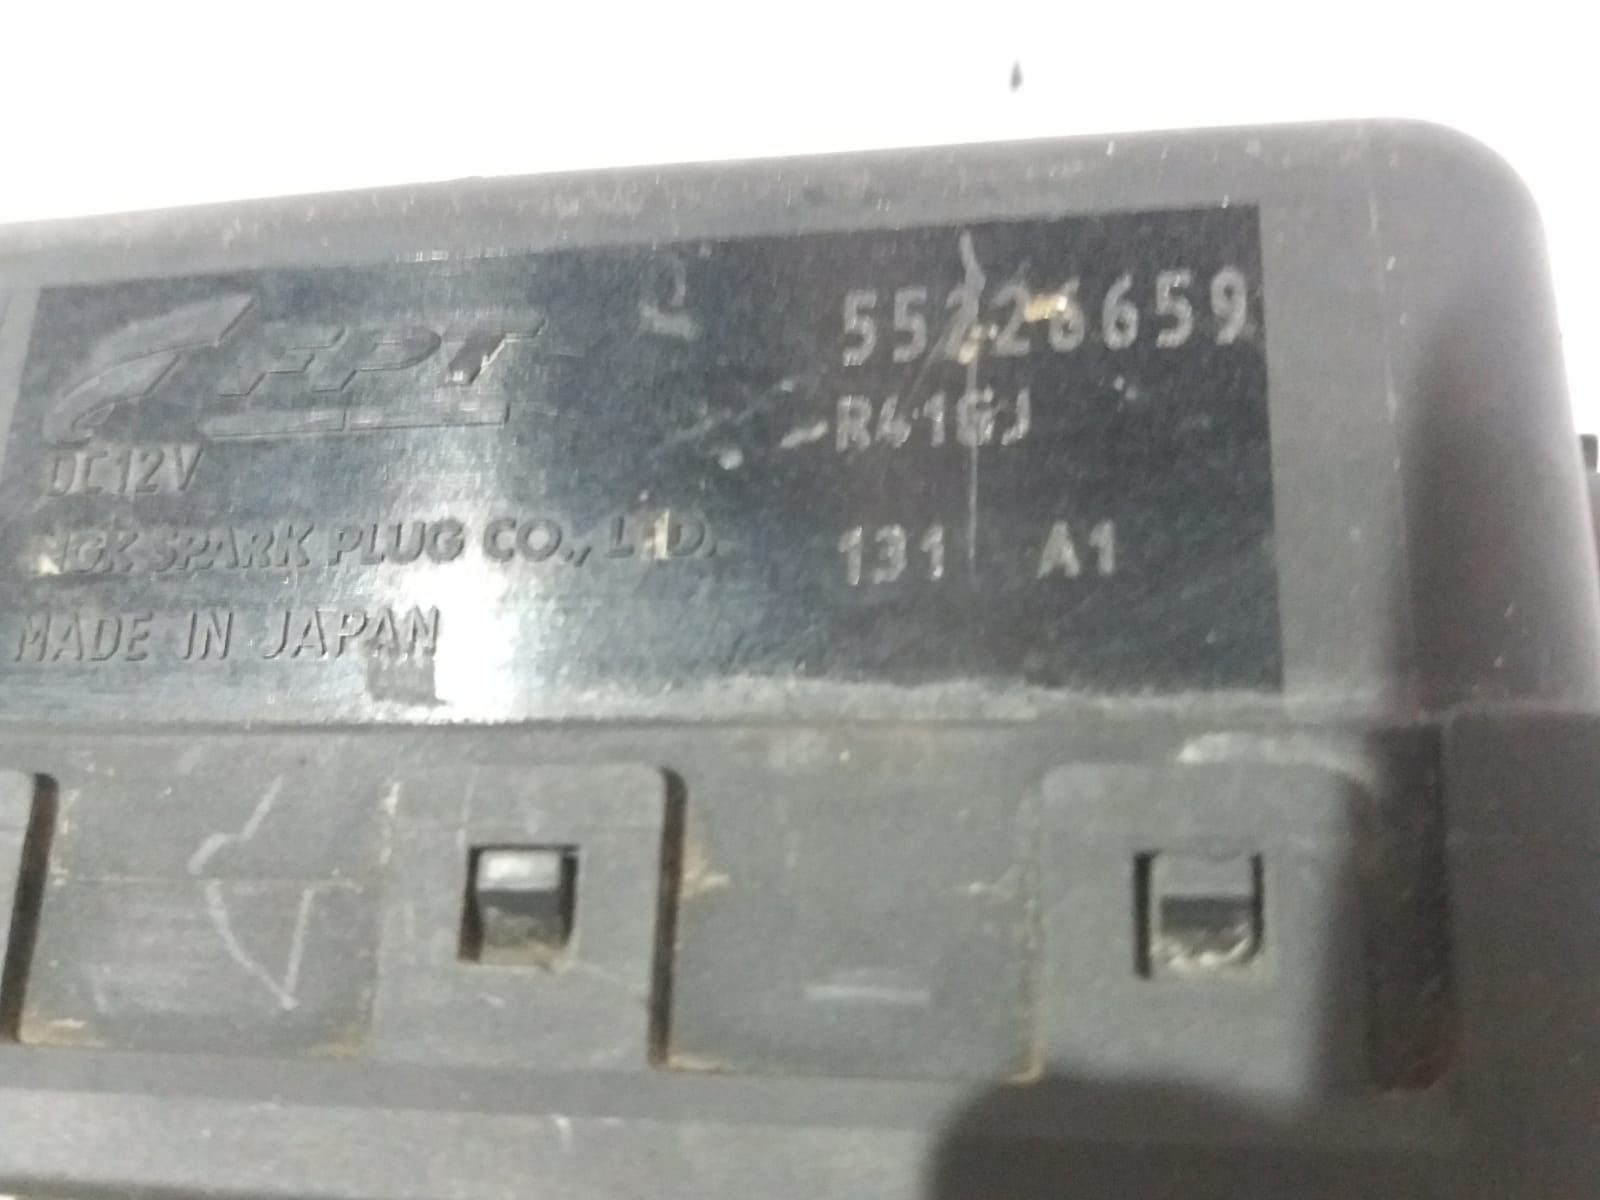 FPT
55226659
R41GJ
DC12V
NGK SPARK PLUG CO., LTD.
131 A1
MADE IN JAPAN